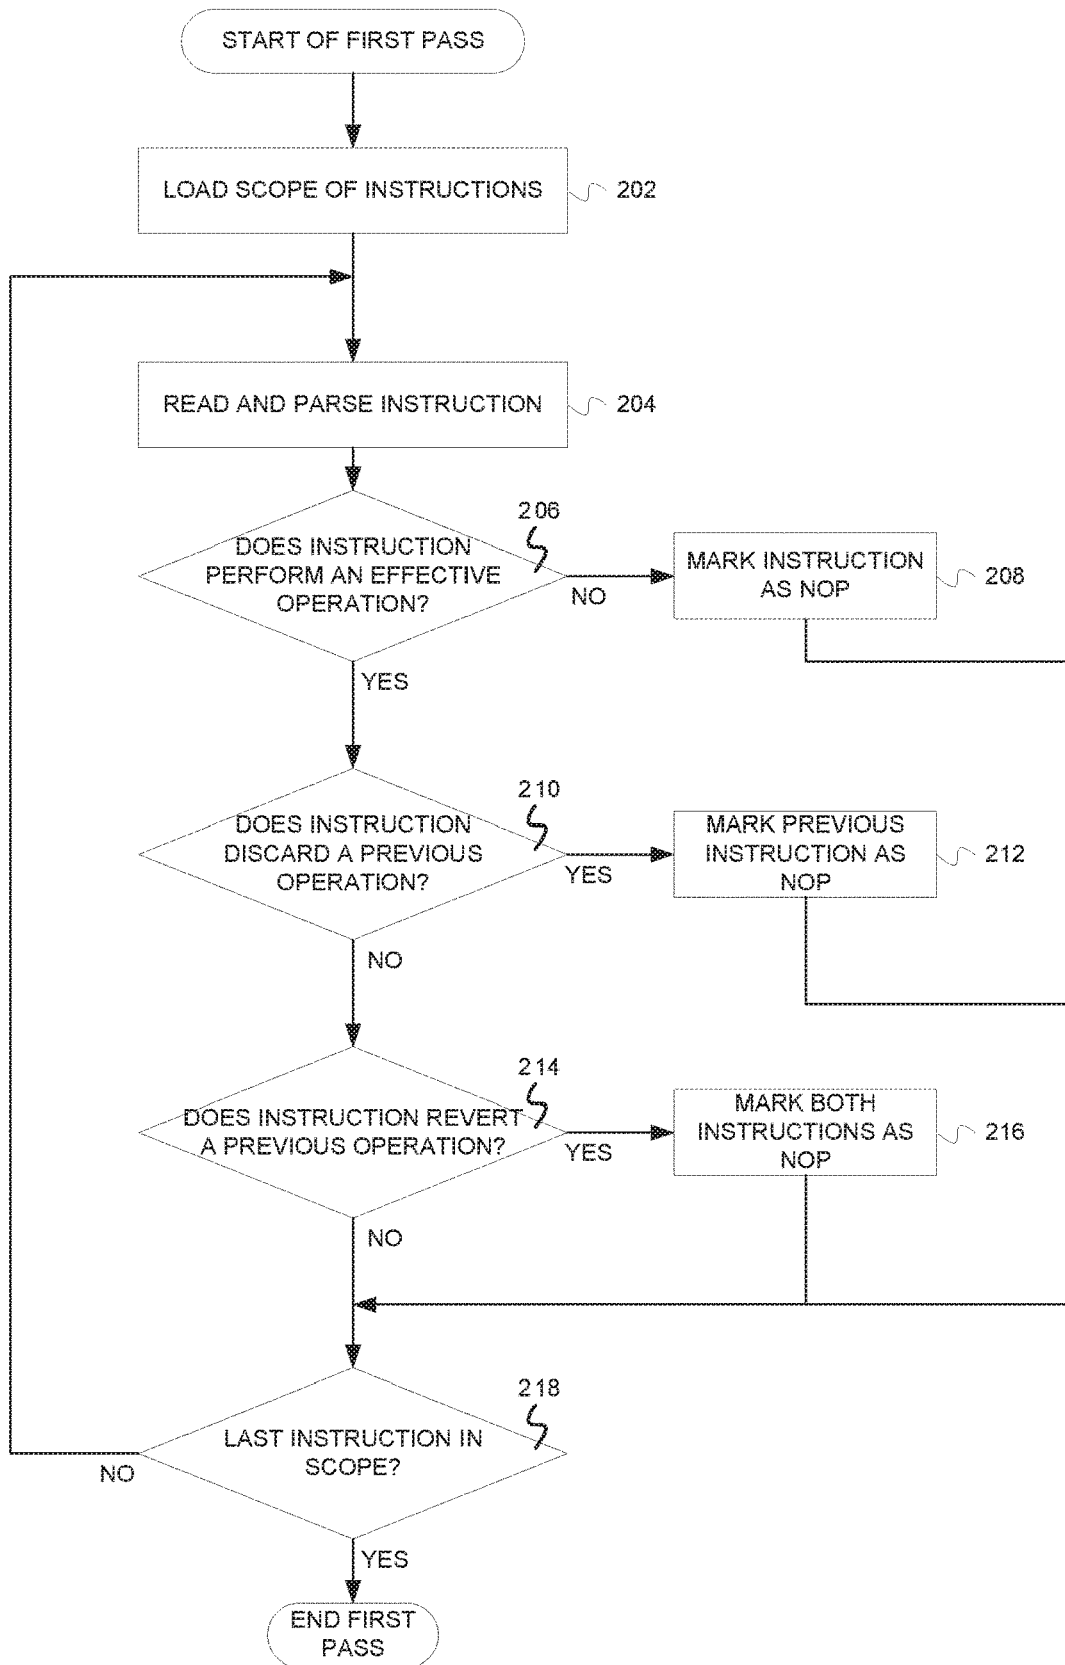 START OF FIRST PASS
LOAD SCOPE OF INSTRUCTIONS
202
READ AND PARSE INSTRUCTION
204
206
DOES INSTRUCTION
PERFORM AN EFFECTIVE
OPERATION?
NO
MARK INSTRUCTION
AS NOP
208
YES
210
DOES INSTRUCTION
DISCARD A PREVIOUS
OPERATION?
YES
MARK PREVIOUS
INSTRUCTION AS
NOP
212
NO
214
DOES INSTRUCTION REVERT
A PREVIOUS OPERATION?
YES
MARK BOTH
INSTRUCTIONS AS
NOP
216
NO
218
LAST INSTRUCTION IN
SCOPE?
NO
YES
END FIRST
PASS